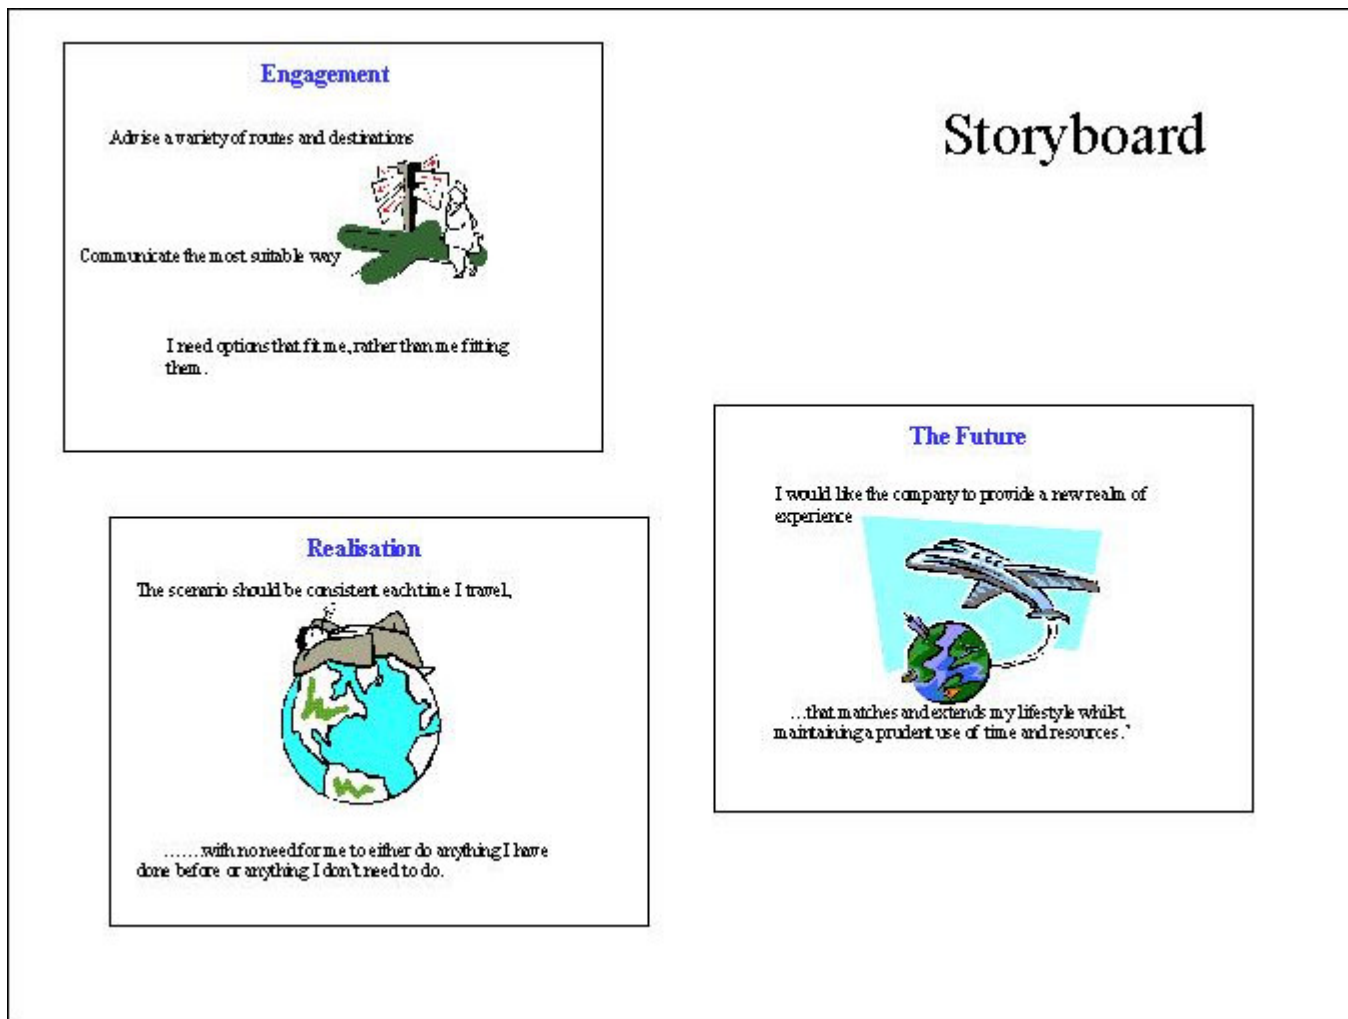 Storyboard
Engagement
Advise a variety of routes and destinations
Communicate the most suitable way
I need options that fit me, rather than me fitting
them.
Realisation
The scenario should be consistent each time I travel,
......with no need for me to either do anything I have
done before or anything I don't need to do.
The Future
I would like the company to provide a new realm of
experience
...that matches and extends my lifestyle whilst
maintaining a prudent use of time and resources.'